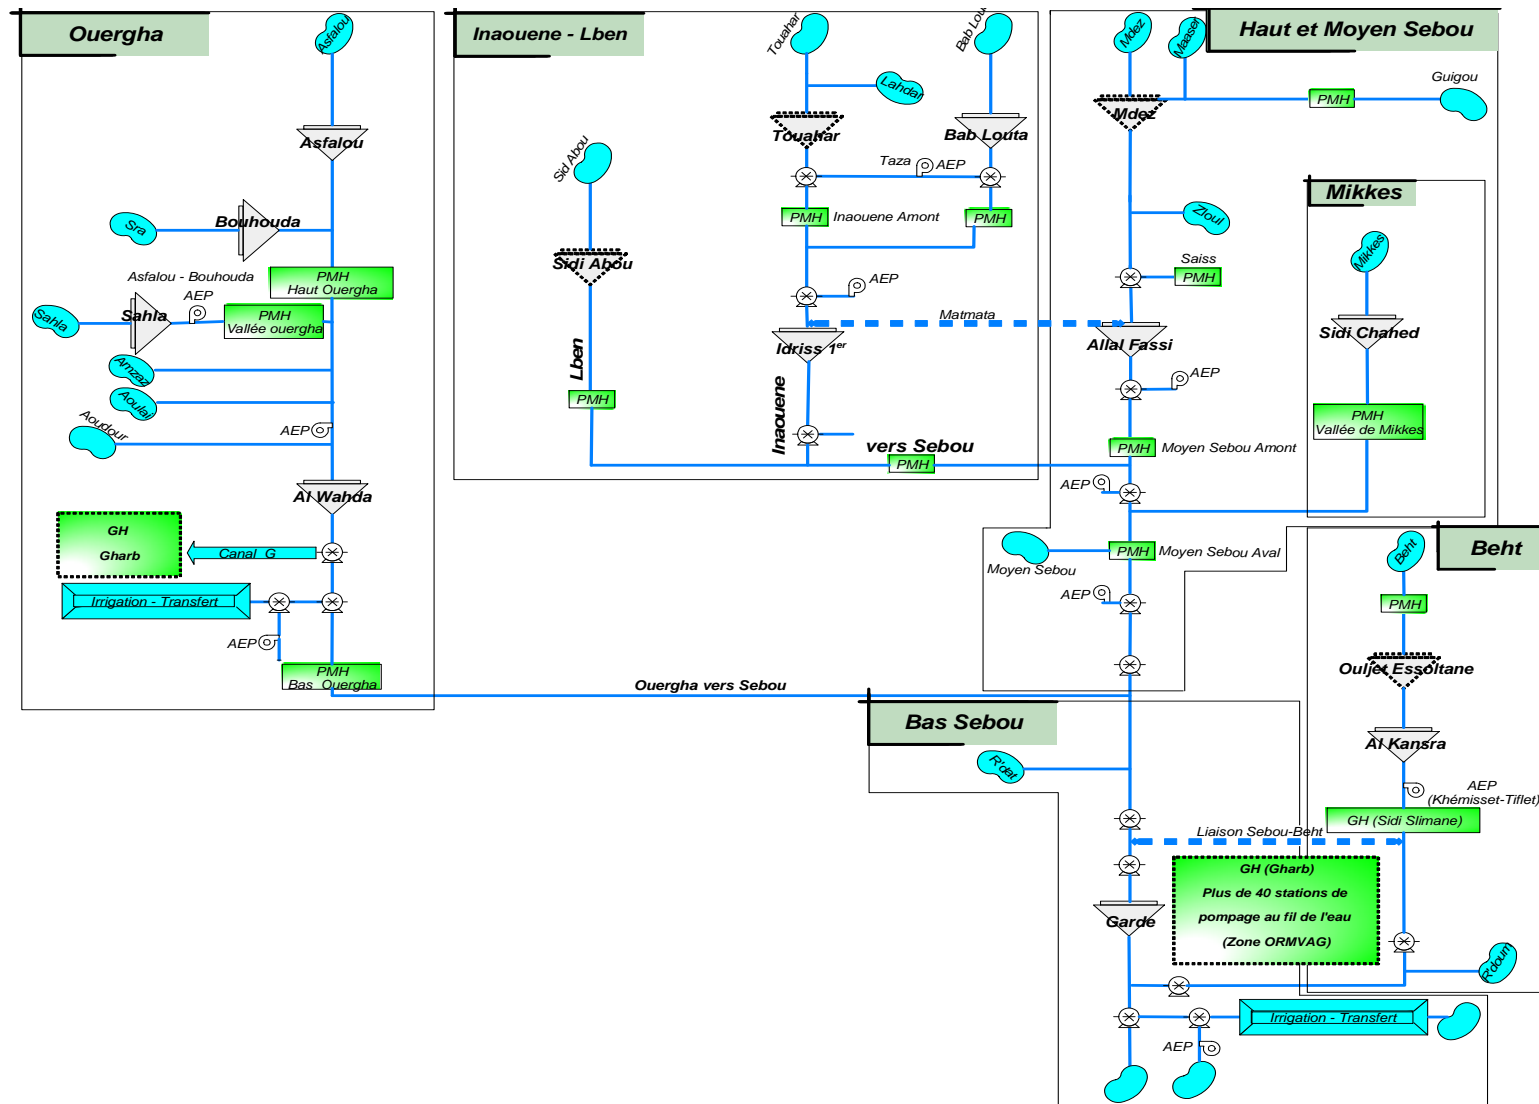 Ouergha
Asfalou
Asfalou
Bouhouda
Sra
PMH
Haut Ouergha
Asfalou - Bouhouda
AEP
Sahla
Sahla
PMH
Vallée ouergha
Amzaz
Aoulai
Aoudour
AEP
Al Wahda
GH
Gharb
Canal G
Irrigation - Transfert
AEP
PMH
Bas Ouergha
Ouergha vers Sebou
Inaouene - Lben
Touahar
Bab Lou
Lahdar
Touahar
Bab Louta
Sid Abou
Taza
AEP
PMH
Inaouene Amont
PMH
Sidi Abou
AEP
Matmata
Idriss 1er
Lben
Inaouene
PMH
vers Sebou
PMH
Haut et Moyen Sebou
Mdez
Maaser
Guigou
PMH
Mdez
Zloul
Saiss
PMH
Allal Fassi
AEP
PMH
Moyen Sebou Amont
AEP
PMH
Moyen Sebou Aval
Moyen Sebou
AEP
Mikkes
Mikkes
Sidi Chahed
PMH
Vallée de Mikkes
Beht
Beht
PMH
Ouljet Essoltane
Al Kansra
AEP
(Khémisset-Tiflet)
GH (Sidi Slimane)
Bas Sebou
R'dat
Liaison Sebou-Beht
GH (Gharb)
Plus de 40 stations de
pompage au fil de l'eau
(Zone ORMVAG)
Garde
R'doum
Irrigation - Transfert
AEP